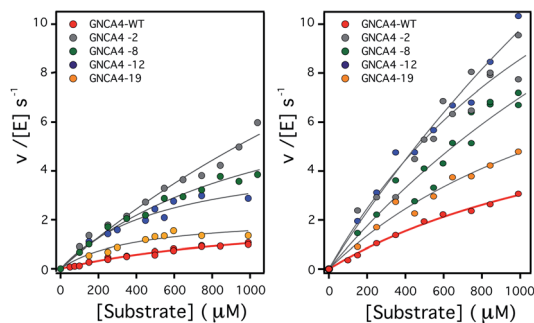 10
8
6
4
2
0
v /[E] s⁻¹
GNCA4-WT
GNCA4 -2
GNCA4 -8
GNCA4 -12
GNCA4-19
0 200 400 600 800 1000
[Substrate] ( μM)
10
8
6
4
2
0
v /[E] s⁻¹
GNCA4-WT
GNCA4 -2
GNCA4 -8
GNCA4 -12
GNCA4-19
0 200 400 600 800 1000
[Substrate] ( μM)